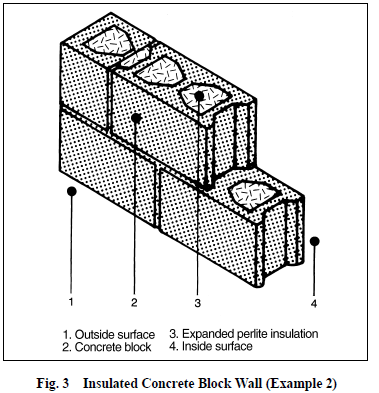 1 2 3 4
1. Outside surface 3. Expanded perlite insulation
2. Concrete block 4. Inside surface
Fig. 3 Insulated Concrete Block Wall (Example 2)